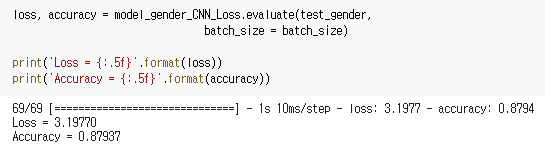 loss, accuracy = model_gender_CNN_Loss.evaluate(test_gender,
batch_size = batch_size)
print('Loss = {:.5f}'.format(loss))
print('Accuracy = {:.5f}'.format(accuracy))
69/69 [==============================] - 1s 10ms/step - loss: 3.1977 - accuracy: 0.8794
Loss = 3.19770
Accuracy = 0.87937